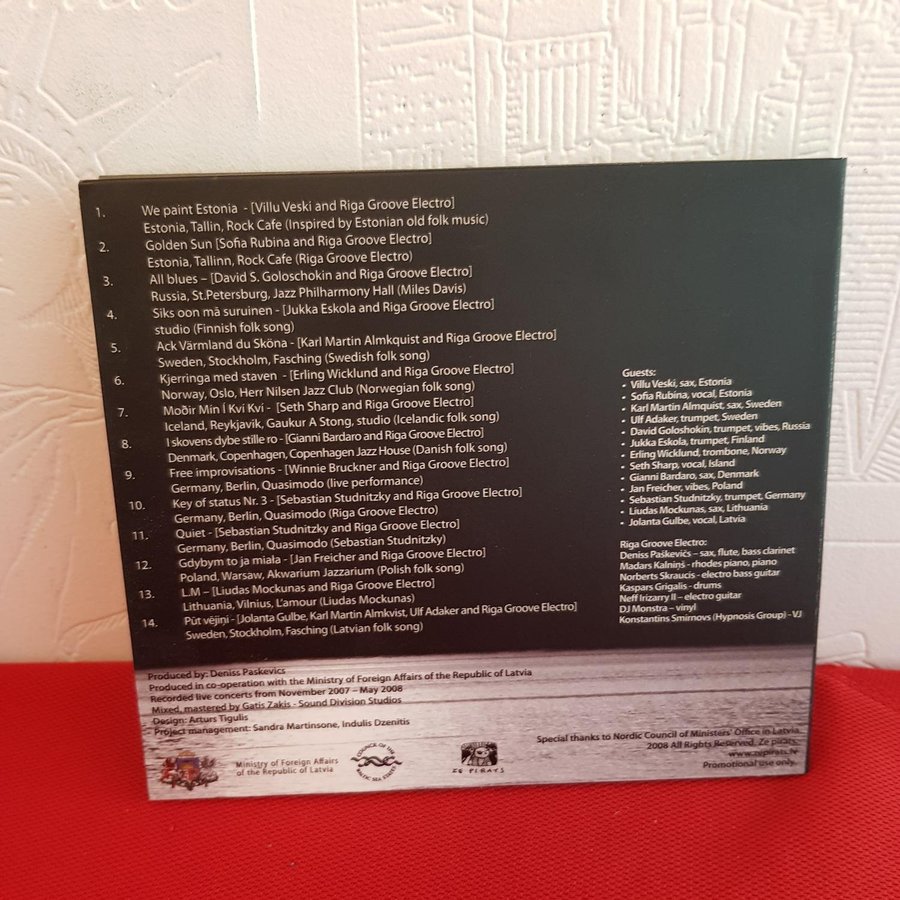 1. We paint Estonia - [Villu Veski and Riga Groove Electro]
Estonia, Tallin, Rock Cafe (Inspired by Estonian old folk music)
2. Golden Sun [Sofia Rubina and Riga Groove Electro]
Estonia, Tallinn, Rock Cafe (Riga Groove Electro)
3. All blues – [David S. Goloschokin and Riga Groove Electro]
Russia, St.Petersburg, Jazz Philharmony Hall (Miles Davis)
4. Siks oon mä suruinen - [Jukka Eskola and Riga Groove Electro]
studio (Finnish folk song)
5. Ack Värmland du Sköna - [Karl Martin Almkquist and Riga Groove Electro]
Sweden, Stockholm, Fasching (Swedish folk song)
6. Kjerringa med staven - [Erling Wicklund and Riga Groove Electro]
Norway, Oslo, Herr Nilsen Jazz Club (Norwegian folk song)
7. Moðir Mín Í Kví Kví - [Seth Sharp and Riga Groove Electro]
Iceland, Reykjavik, Gaukur A Stong, studio (Icelandic folk song)
8. I skovens dybe stille ro - [Gianni Bardaro and Riga Groove Electro]
Denmark, Copenhagen, Copenhagen Jazz House (Danish folk song)
9. Free improvisations - [Winnie Bruckner and Riga Groove Electro]
Germany, Berlin, Quasimodo (live performance)
10. Key of status Nr. 3 - [Sebastian Studnitzky and Riga Groove Electro]
Germany, Berlin, Quasimodo (Riga Groove Electro)
11. Quiet - [Sebastian Studnitzky and Riga Groove Electro]
Germany, Berlin, Quasimodo (Sebastian Studnitzky)
12. Gdybym to ja miała - [Jan Freicher and Riga Groove Electro]
Poland, Warsaw, Akwarium Jazzarium (Polish folk song)
13. L.M – [Liudas Mockunas and Riga Groove Electro]
Lithuania, Vilnius, L'amour (Liudas Mockunas)
14. Pūt vējiņi - [Jolanta Gulbe, Karl Martin Almkvist, Ulf Adaker and Riga Groove Electro]
Sweden, Stockholm, Fasching (Latvian folk song)
Guests:
• Villu Veski, sax, Estonia
• Sofia Rubina, vocal, Estonia
• Karl Martin Almquist, sax, Sweden
• Ulf Adaker, trumpet, Sweden
• David Goloshokin, trumpet, vibes, Russia
• Jukka Eskola, trumpet, Finland
• Erling Wicklund, trombone, Norway
• Seth Sharp, vocal, Island
• Gianni Bardaro, sax, Denmark
• Jan Freicher, vibes, Poland
• Sebastian Studnitzky, trumpet, Germany
• Liudas Mockunas, sax, Lithuania
• Jolanta Gulbe, vocal, Latvia
Riga Groove Electro:
Deniss Paškevičs – sax, flute, bass clarinet
Madars Kalniņš - rhodes piano, piano
Norberts Skraucis - electro bass guitar
Kaspars Grigalis - drums
Neff Irizarry II – electro guitar
DJ Monstra – vinyl
Konstantins Smirnovs (Hypnosis Group) - VJ
Produced by: Deniss Paskevics
Produced in co-operation with the Ministry of Foreign Affairs of the Republic of Latvia
Recorded live concerts from November 2007 – May 2008
Mixed, mastered by Gatis Zakis - Sound Division Studios
Design: Arturs Tigulis
Project management: Sandra Martinsone, Indulis Dzenitis
Special thanks to Nordic Council of Ministers' Office in Latvia
2008 All Rights Reserved, Ze pirats.
www.nipirats.lv
Promotional use only.
Ministry of Foreign Affairs
of the Republic of Latvia
COUNCIL OF THE
BALTIC SEA STATES
ZQ PIRATS